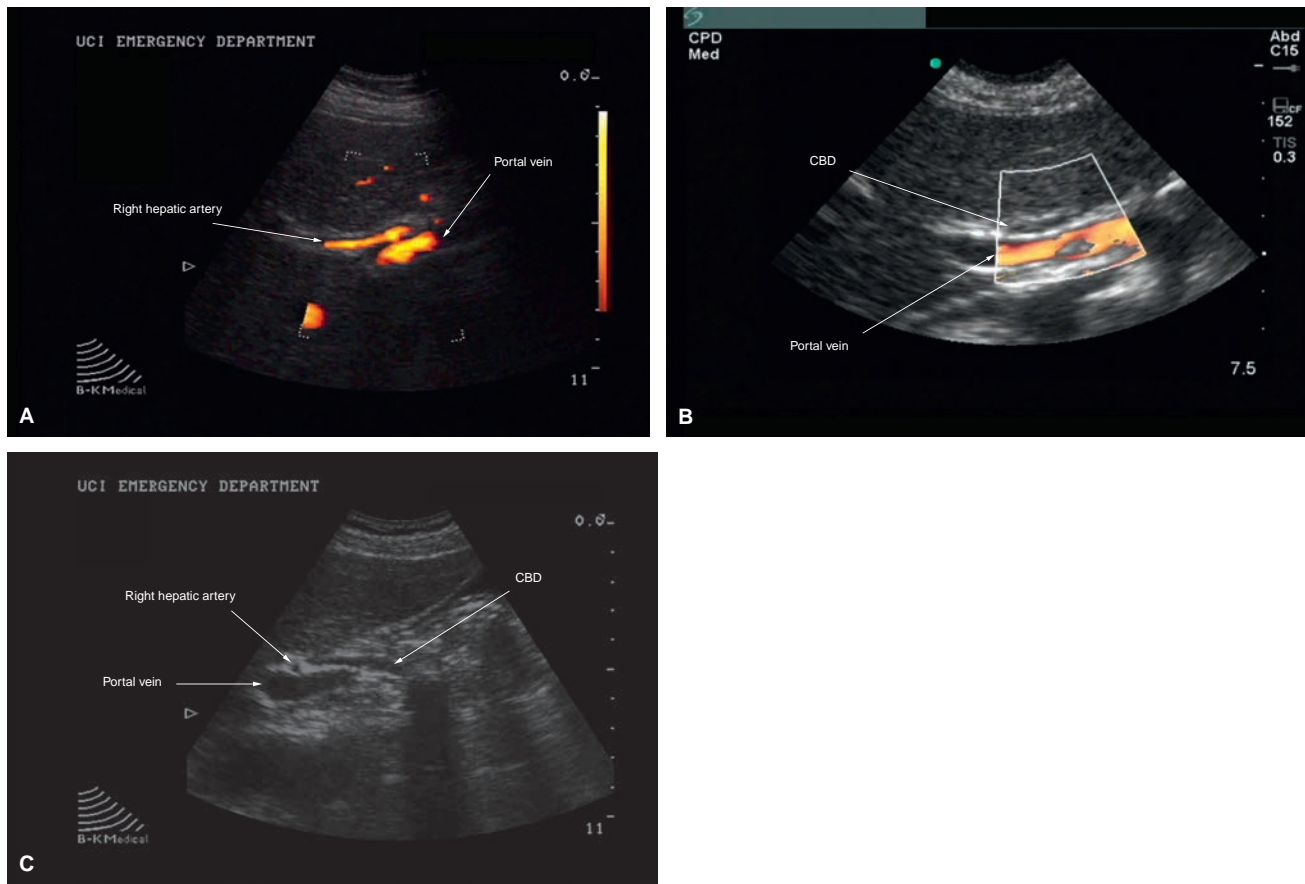 UCI EMERGENCY DEPARTMENT
0.0
Portal vein
Right hepatic artery
11
B-K Medical
A
CPD
Med
Abd
C15
CF
152
TIS
0.3
CBD
Portal vein
7.5
B
UCI EMERGENCY DEPARTMENT
0.0
CBD
Right hepatic artery
Portal vein
11
B-K Medical
C